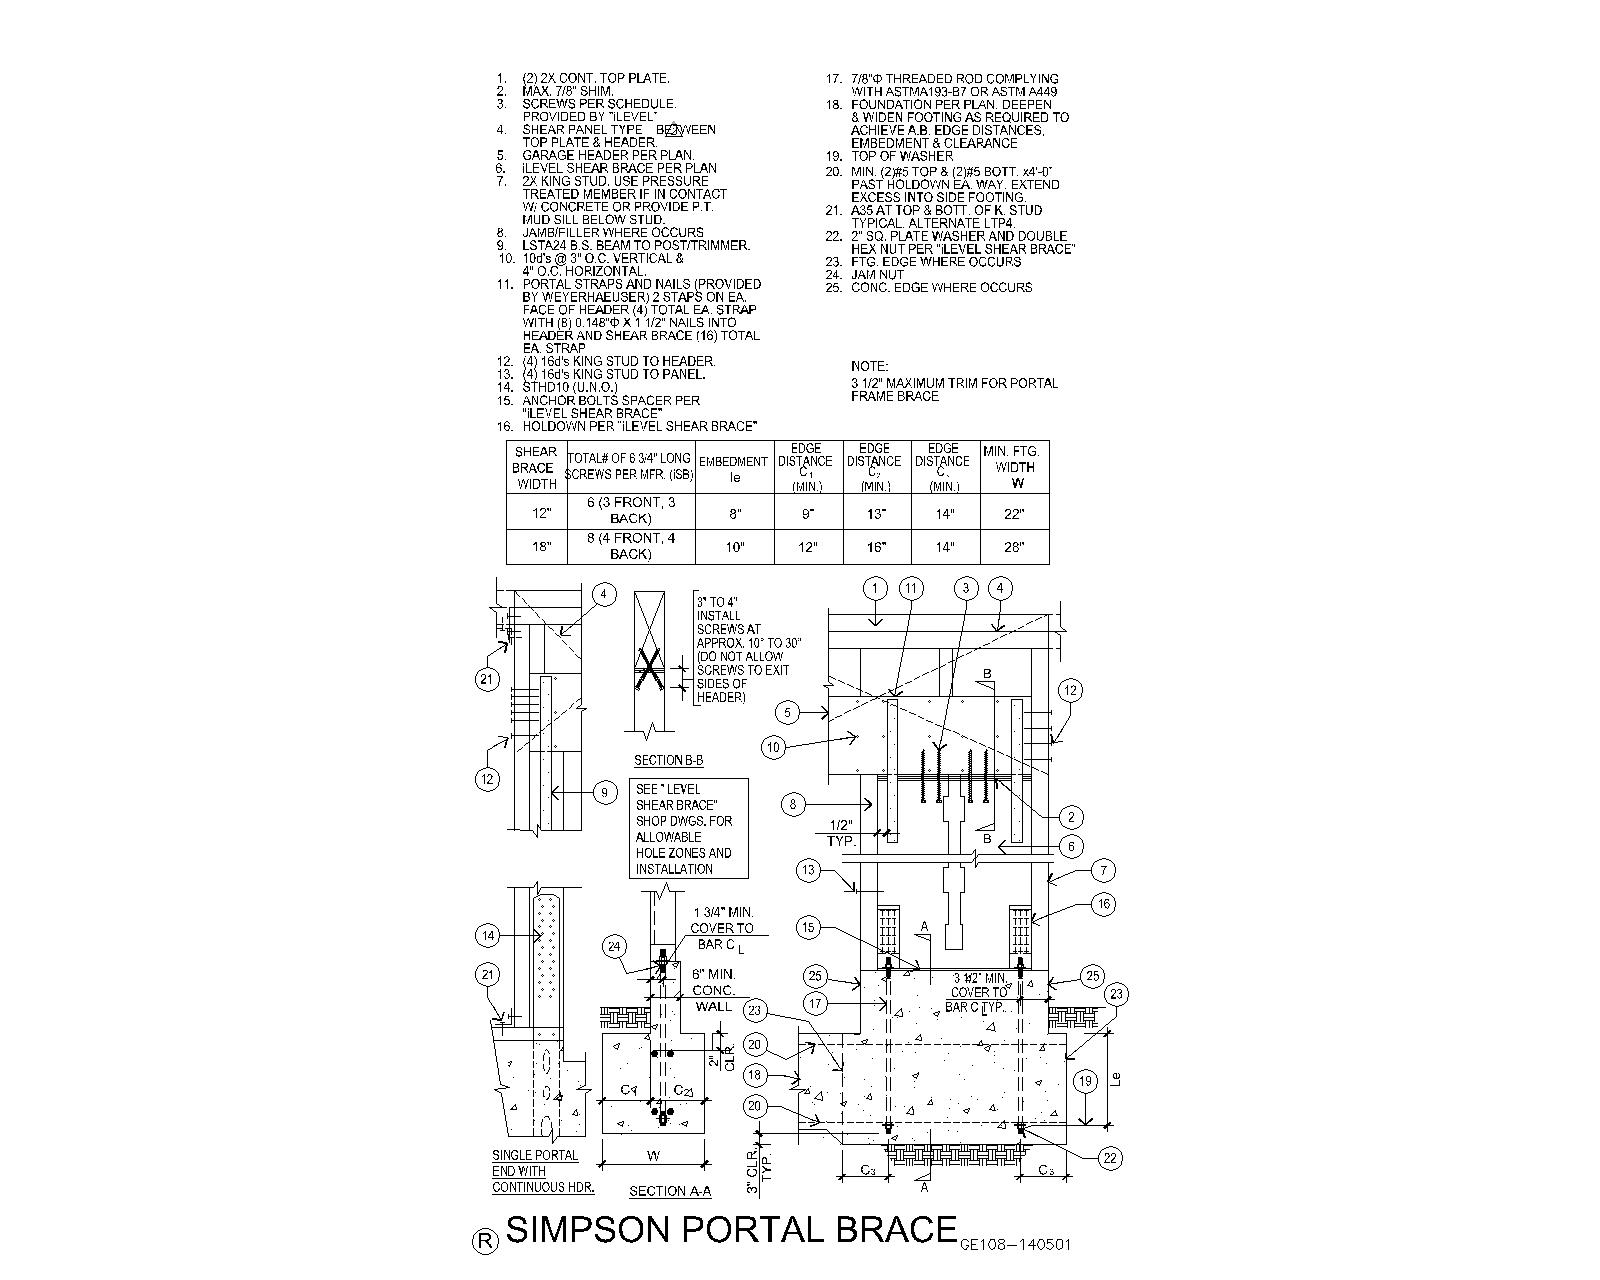 1. (2) 2X CONT. TOP PLATE.
2. MAX. 7/8" SHIM.
3. SCREWS PER SCHEDULE.
PROVIDED BY "iLEVEL"
4. SHEAR PANEL TYPE BETWEEN
TOP PLATE & HEADER.
5. GARAGE HEADER PER PLAN.
6. iLEVEL SHEAR BRACE PER PLAN
7. 2X KING STUD. USE PRESSURE
TREATED MEMBER IF IN CONTACT
W/ CONCRETE OR PROVIDE P.T.
MUD SILL BELOW STUD.
8. JAMB/FILLER WHERE OCCURS
9. LSTA24 B.S. BEAM TO POST/TRIMMER.
10. 10d's @ 3" O.C. VERTICAL &
4" O.C. HORIZONTAL.
11. PORTAL STRAPS AND NAILS (PROVIDED
BY WEYERHAEUSER) 2 STAPS ON EA.
FACE OF HEADER (4) TOTAL EA. STRAP
WITH (8) 0.148"Φ X 1 1/2" NAILS INTO
HEADER AND SHEAR BRACE (16) TOTAL
EA. STRAP
12. (4) 16d's KING STUD TO HEADER.
13. (4) 16d's KING STUD TO PANEL.
14. STHD10 (U.N.O.)
15. ANCHOR BOLTS SPACER PER
"iLEVEL SHEAR BRACE"
16. HOLDOWN PER "iLEVEL SHEAR BRACE"
17. 7/8"Φ THREADED ROD COMPLYING
WITH ASTMA193-B7 OR ASTM A449
18. FOUNDATION PER PLAN. DEEPEN
& WIDEN FOOTING AS REQUIRED TO
ACHIEVE A.B. EDGE DISTANCES,
EMBEDMENT & CLEARANCE
19. TOP OF WASHER
20. MIN. (2)#5 TOP & (2)#5 BOTT. x4'-0"
PAST HOLDOWN EA. WAY. EXTEND
EXCESS INTO SIDE FOOTING.
21. A35 AT TOP & BOTT. OF K. STUD
TYPICAL. ALTERNATE LTP4.
22. 2" SQ. PLATE WASHER AND DOUBLE
HEX NUT PER "iLEVEL SHEAR BRACE"
23. FTG. EDGE WHERE OCCURS
24. JAM NUT
25. CONC. EDGE WHERE OCCURS
NOTE:
3 1/2" MAXIMUM TRIM FOR PORTAL
FRAME BRACE
SHEAR BRACE WIDTH
TOTAL# OF 6 3/4" LONG SCREWS PER MFR. (ISB)
EMBEDMENT le
EDGE DISTANCE C1 (MIN.)
EDGE DISTANCE C2 (MIN.)
EDGE DISTANCE C (MIN.)
MIN. FTG. WIDTH W
12" 6 (3 FRONT, 3 BACK) 8" 9" 13" 14" 22"
18" 8 (4 FRONT, 4 BACK) 10" 12" 16" 14" 28"
4
21
12
9
3" TO 4"
INSTALL
SCREWS AT
APPROX. 10° TO 30°
(DO NOT ALLOW
SCREWS TO EXIT
SIDES OF
HEADER)
SECTION B-B
SEE " LEVEL
SHEAR BRACE"
SHOP DWGS. FOR
ALLOWABLE
HOLE ZONES AND
INSTALLATION
1 11 3 4
B
12
5
10
8
1/2"
TYP.
2
B
6
13
7
16
15
A
14
21
24
1 3/4" MIN.
COVER TO
BAR CL
6" MIN.
CONC.
WALL
2"
CLR.
C1 C2
W
25
17
3 1/2" MIN.
COVER TO
BAR CL TYP.
25
23
23
20
18
20
19
Le
3" CLR.
TYP.
22
C3 C3
A
SINGLE PORTAL
END WITH
CONTINUOUS HDR.
SECTION A-A
R SIMPSON PORTAL BRACE GE108-140501